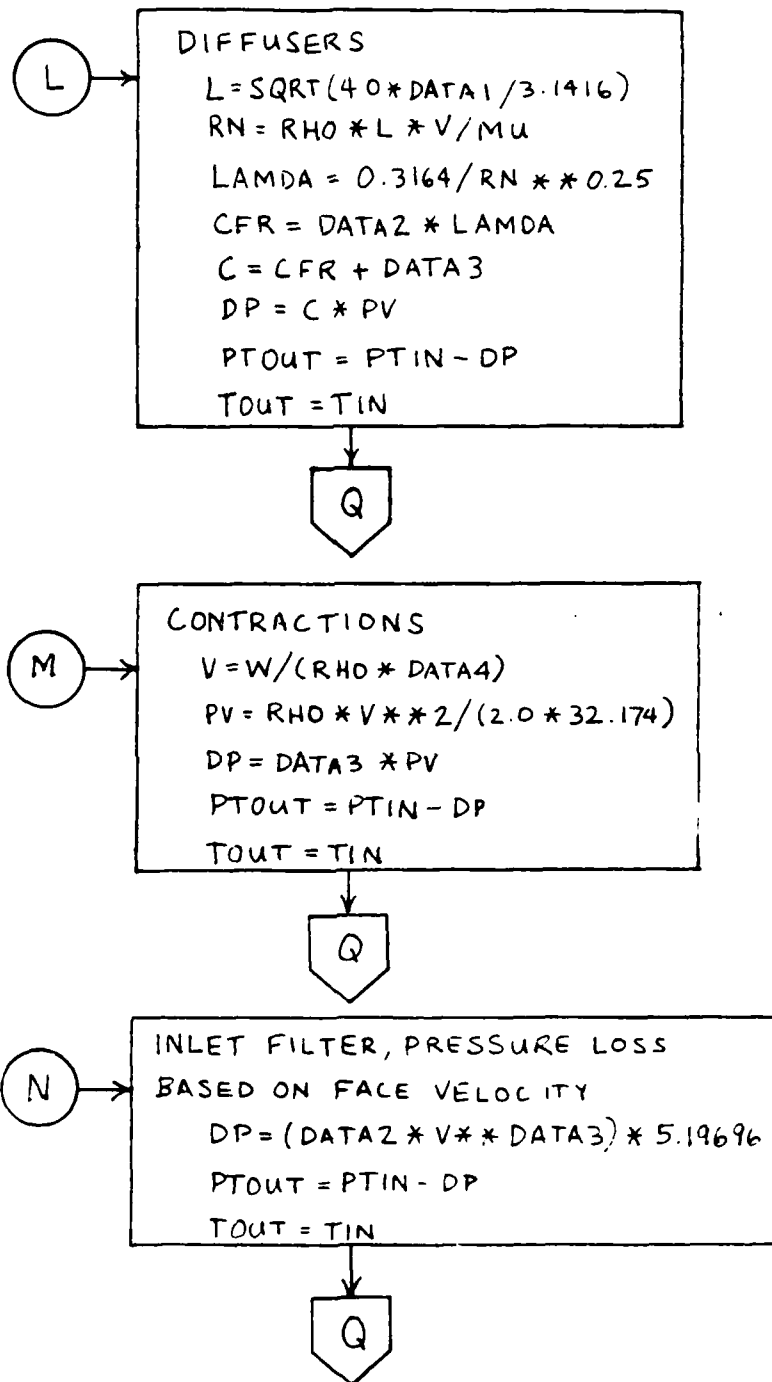 L
DIFFUSERS
L=SQRT(40*DATA1/3.1416)
RN=RHO*L*V/MU
LAMDA = 0.3164/RN**0.25
CFR = DATA2 * LAMDA
C = CFR + DATA3
DP = C * PV
PTOUT = PTIN-DP
TOUT = TIN
Q
M
CONTRACTIONS
V=W/(RHO*DATA4)
PV=RHO*V**2/(2.0*32.174)
DP=DATA3*PV
PTOUT = PTIN-DP
TOUT = TIN
Q
N
INLET FILTER, PRESSURE LOSS
BASED ON FACE VELOCITY
DP=(DATA2*V**DATA3)*5.19696
PTOUT = PTIN-DP
TOUT = TIN
Q